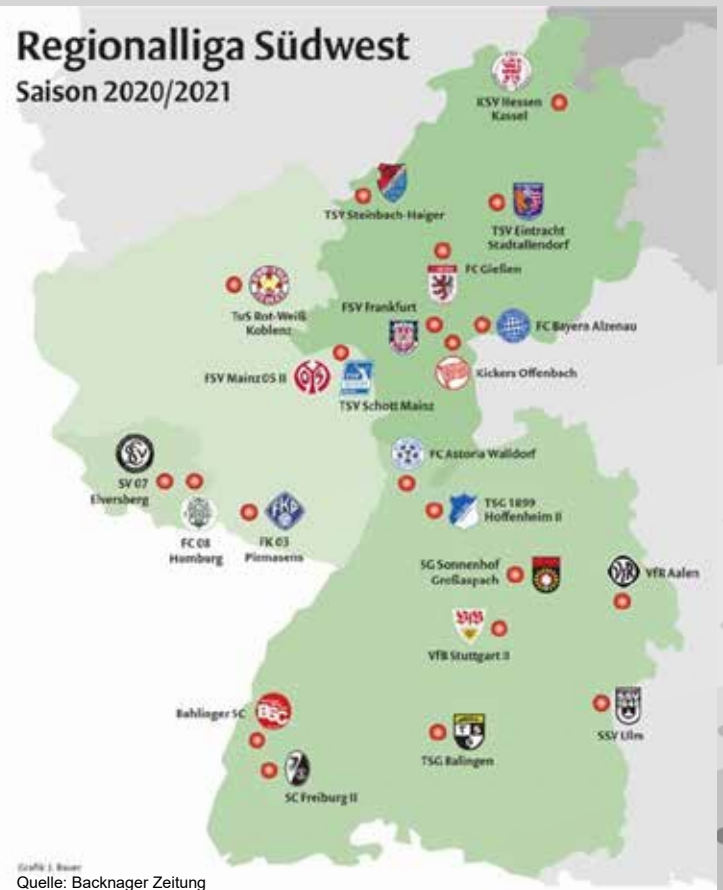 Regionalliga Südwest
Saison 2020/2021
KSV Hessen
Kassel
TSV Steinbach-Haiger
TSV Eintracht
Stadtallendorf
FC Gießen
TuS Rot-Weiß
Koblenz
FSV Frankfurt
FC Bayern Alzenau
FSV Mainz 05 II
Kickers Offenbach
TSV Schott Mainz
FC Astoria Walldorf
SV 07
Elversberg
TSG 1899
Hoffenheim II
FC 08
Homburg
FK 03
Pirmasens
SG Sonnenhof
Großaspach
VfR Aalen
VfB Stuttgart II
Bahlinger SC
BSC
SSV Ulm
TSG Balingen
SC Freiburg II
Grafik J. Bauer
Quelle: Backnager Zeitung